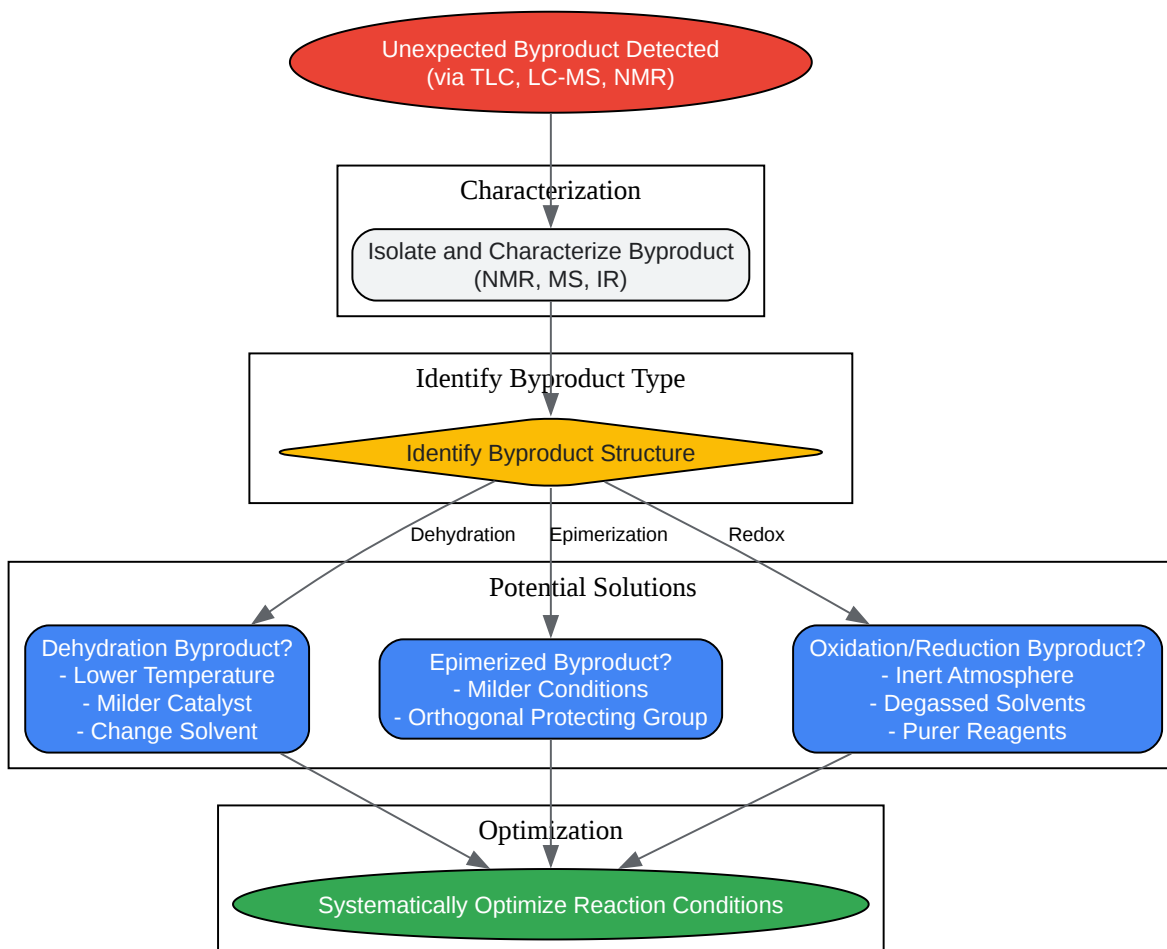 Unexpected Byproduct Detected
(via TLC, LC-MS, NMR)
Characterization
Isolate and Characterize Byproduct
(NMR, MS, IR)
Identify Byproduct Type
Identify Byproduct Structure
Dehydration
Epimerization
Redox
Potential Solutions
Dehydration Byproduct?
- Lower Temperature
- Milder Catalyst
- Change Solvent
Epimerized Byproduct?
- Milder Conditions
- Orthogonal Protecting Group
Oxidation/Reduction Byproduct?
- Inert Atmosphere
- Degassed Solvents
- Purer Reagents
Optimization
Systematically Optimize Reaction Conditions